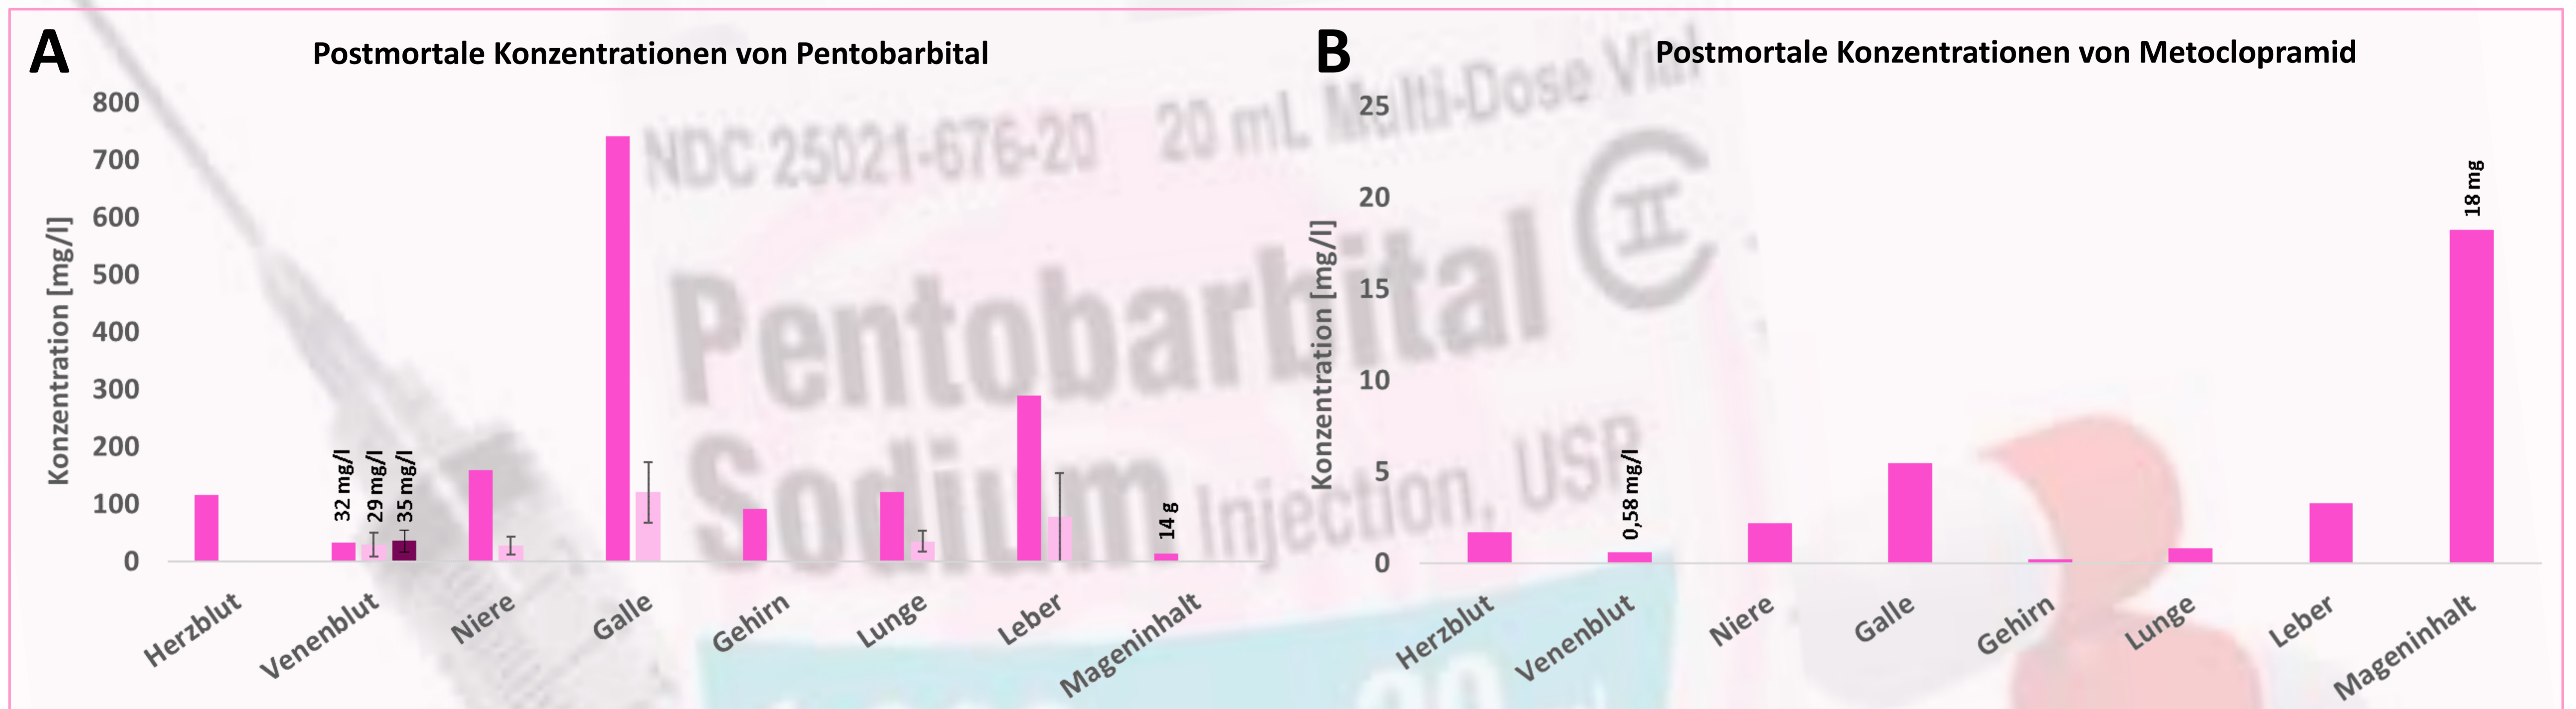 A
Postmortale Konzentrationen von Pentobarbital
Konzentration [mg/l]
800
700
600
500
400
300
200
100
0
32 mg/l
29 mg/l
35 mg/l
14 g
Herzblut
Venenblut
Niere
Galle
Gehirn
Lunge
Leber
Mageninhalt
B
Postmortale Konzentrationen von Metoclopramid
Konzentration [mg/l]
25
20
15
10
5
0
0,58 mg/l
18 mg
Herzblut
Venenblut
Niere
Galle
Gehirn
Lunge
Leber
Mageninhalt
NDC 25021-676-20 20 mL Multi-Dose Vial
CII
Pentobarbital
Sodium Injection, USP